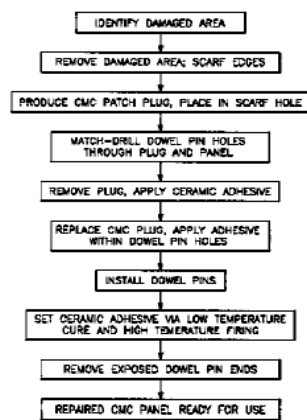 IDENTIFY DAMAGED AREA
REMOVE DAMAGED AREA; SCARF EDGES
PRODUCE CMC PATCH PLUG, PLACE IN SCARF HOLE
MATCH-DRILL DOWEL PIN HOLES
THROUGH PLUG AND PANEL
REMOVE PLUG, APPLY CERAMIC ADHESIVE
REPLACE CMC PLUG, APPLY ADHESIVE
WITHIN DOWEL PIN HOLES
INSTALL DOWEL PINS
SET CERAMIC ADHESIVE VIA LOW TEMPERATURE
CURE AND HIGH TEMERATURE FIRING
REMOVE EXPOSED DOWEL PIN ENDS
REPAIRED CMC PANEL READY FOR USE